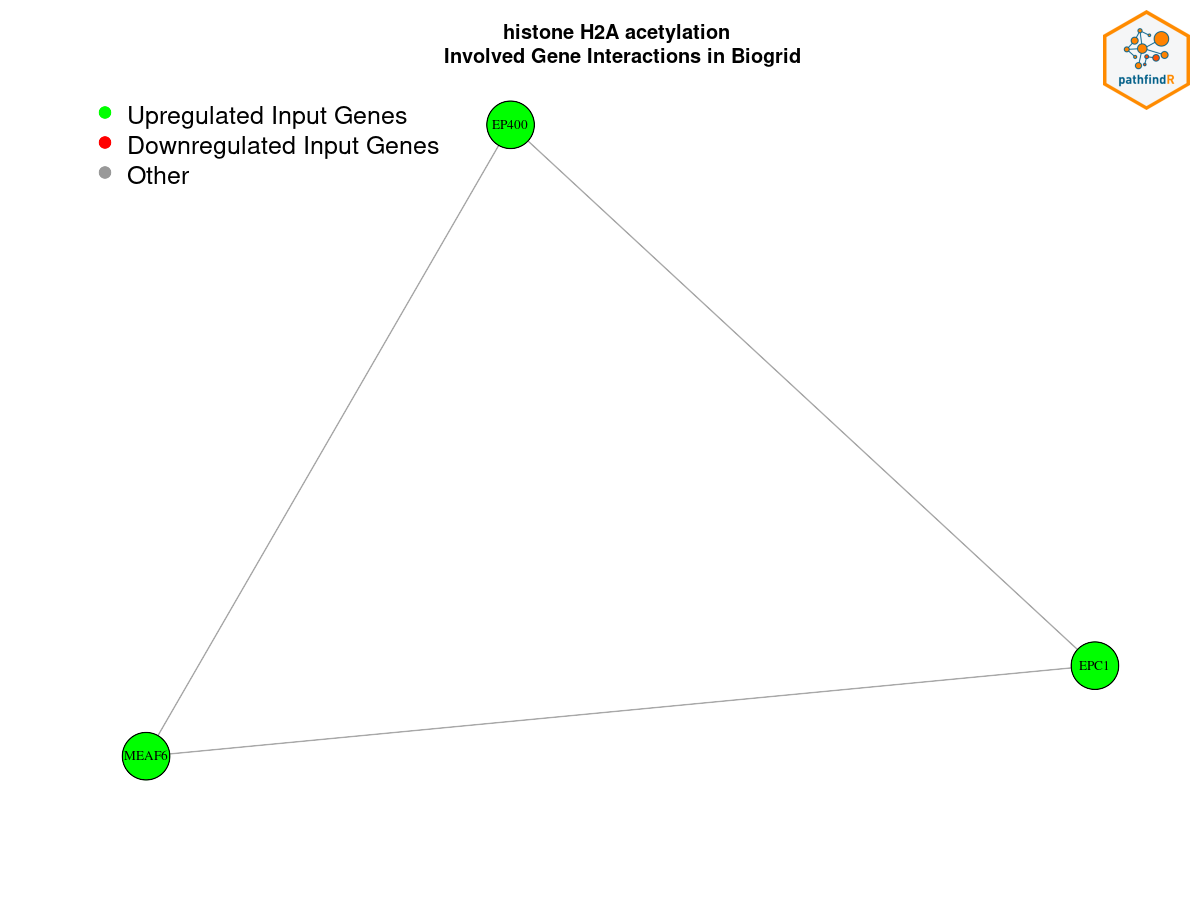 histone H2A acetylation
Involved Gene Interactions in Biogrid
pathfindR
Upregulated Input Genes
Downregulated Input Genes
Other
EP400
EPC1
MEAF6